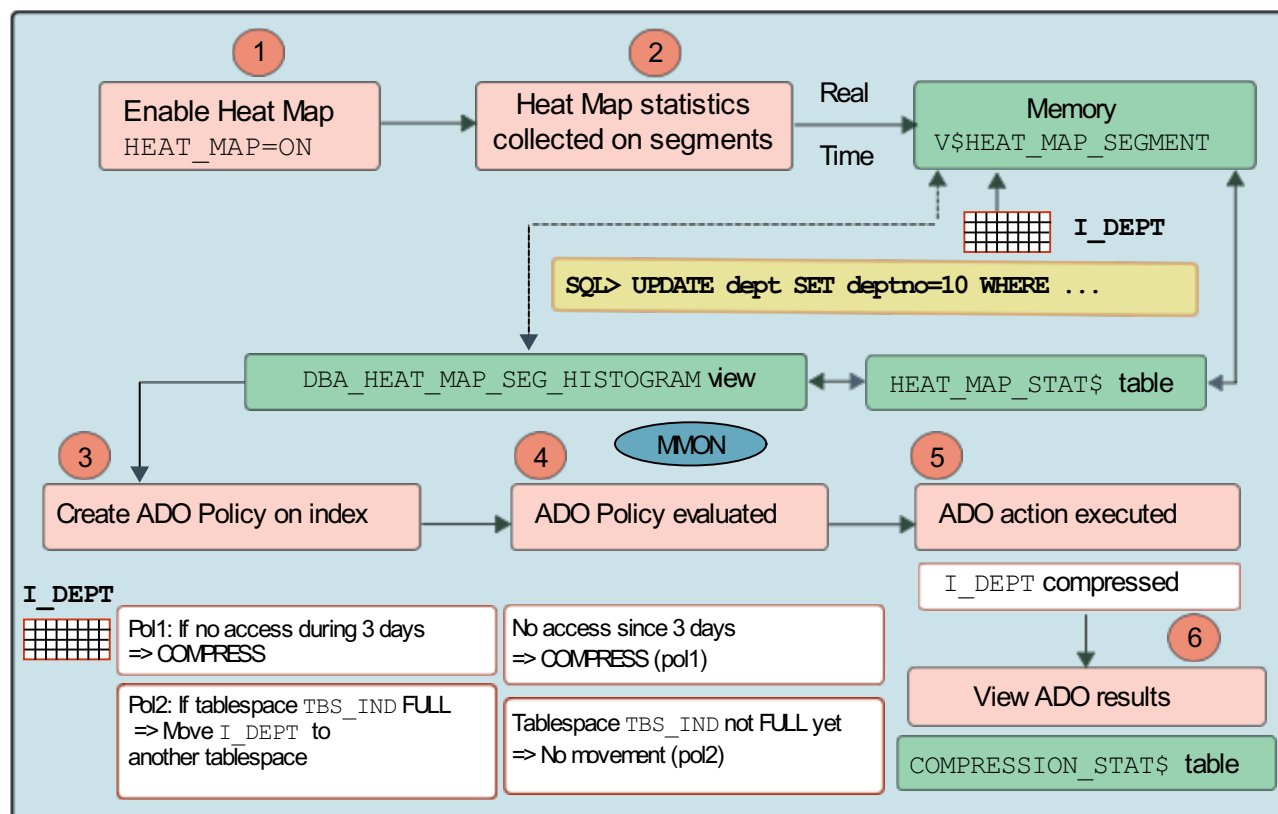 1
2
Enable Heat Map
HEAT_MAP=ON
Heat Map statistics
collected on segments
Real
Time
Memory
V$HEAT_MAP_SEGMENT
I_DEPT
SQL> UPDATE dept SET deptno=10 WHERE ...
DBA_HEAT_MAP_SEG_HISTOGRAM view
HEAT_MAP_STAT$ table
MMON
3
4
5
Create ADO Policy on index
ADO Policy evaluated
ADO action executed
I_DEPT
Pol1: If no access during 3 days
=> COMPRESS
No access since 3 days
=> COMPRESS (pol1)
I_DEPT compressed
6
Pol2: If tablespace TBS_IND FULL
=> Move I_DEPT to
another tablespace
Tablespace TBS_IND not FULL yet
=> No movement (pol2)
View ADO results
COMPRESSION_STAT$ table